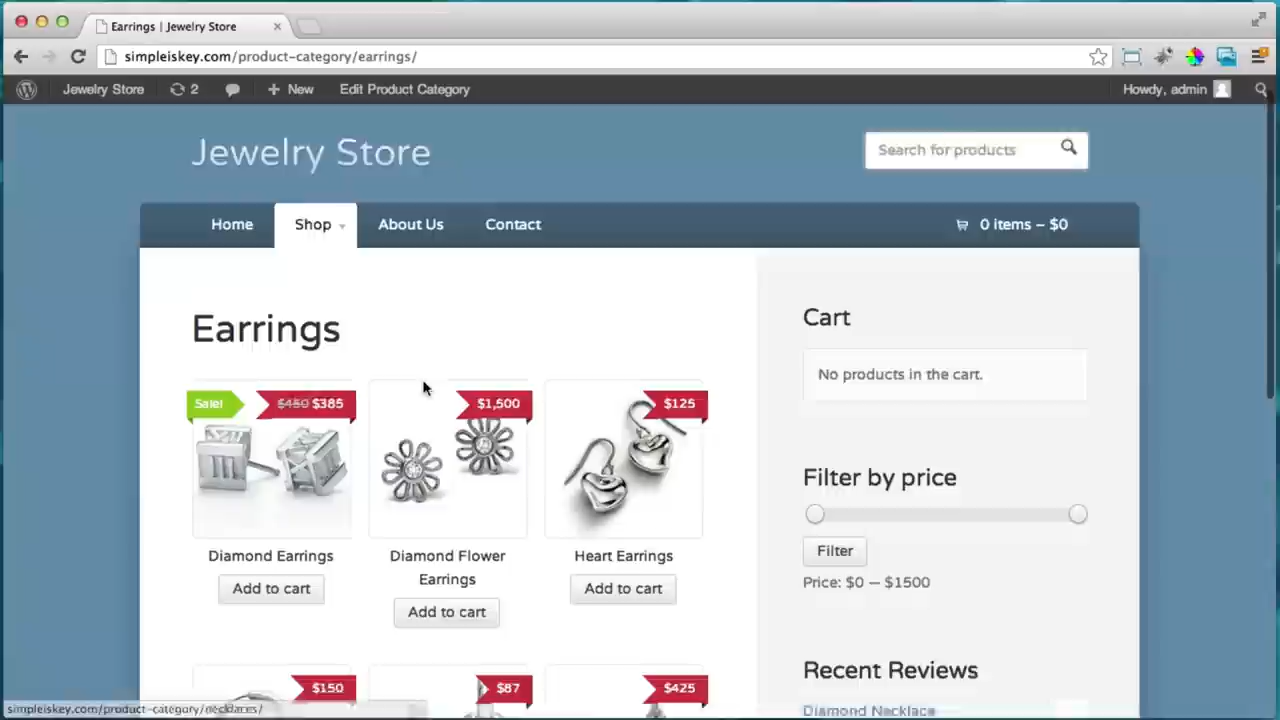 Earrings | Jewelry Store
simpleiskey.com/product-category/earrings/
Jewelry Store 2 New Edit Product Category Howdy, admin
Jewelry Store
Search for products
Home Shop About Us Contact 0 items – $0
Earrings
Cart
No products in the cart.
Sale! $450 $385 $1,500 $125
Filter by price
Diamond Earrings
Add to cart
Diamond Flower
Earrings
Add to cart
Heart Earrings
Add to cart
Filter
Price: $0 — $1500
Recent Reviews
$150 $87 $425
Diamond Necklace
simpleiskey.com/product-category/necklaces/